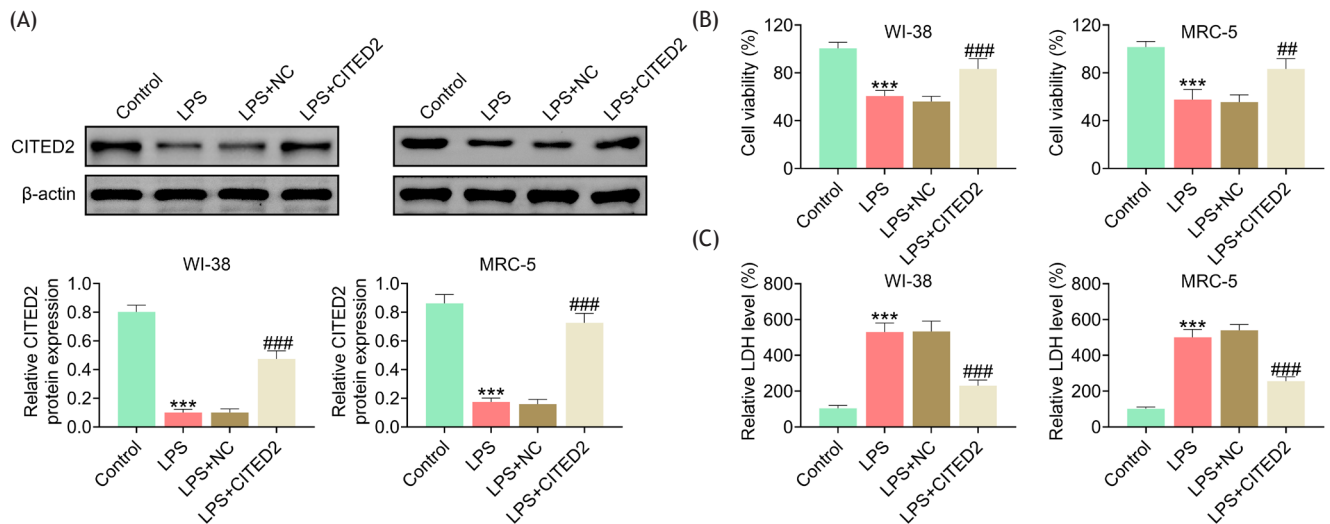 (A)
Control
LPS
LPS+NC
LPS+CITED2
Control
LPS
LPS+NC
LPS+CITED2
CITED2
β-actin
WI-38
Relative CITED2
protein expression
1.0
0.8
0.6
0.4
0.2
0.0
***
###
Control
LPS
LPS+NC
LPS+CITED2
MRC-5
Relative CITED2
protein expression
1.0
0.8
0.6
0.4
0.2
0.0
***
###
Control
LPS
LPS+NC
LPS+CITED2
(B)
WI-38
Cell viability (%)
120
80
40
0
***
###
Control
LPS
LPS+NC
LPS+CITED2
MRC-5
Cell viability (%)
120
80
40
0
***
##
Control
LPS
LPS+NC
LPS+CITED2
(C)
WI-38
Relative LDH level (%)
800
600
400
200
0
***
###
Control
LPS
LPS+NC
LPS+CITED2
MRC-5
Relative LDH level (%)
800
600
400
200
0
***
###
Control
LPS
LPS+NC
LPS+CITED2